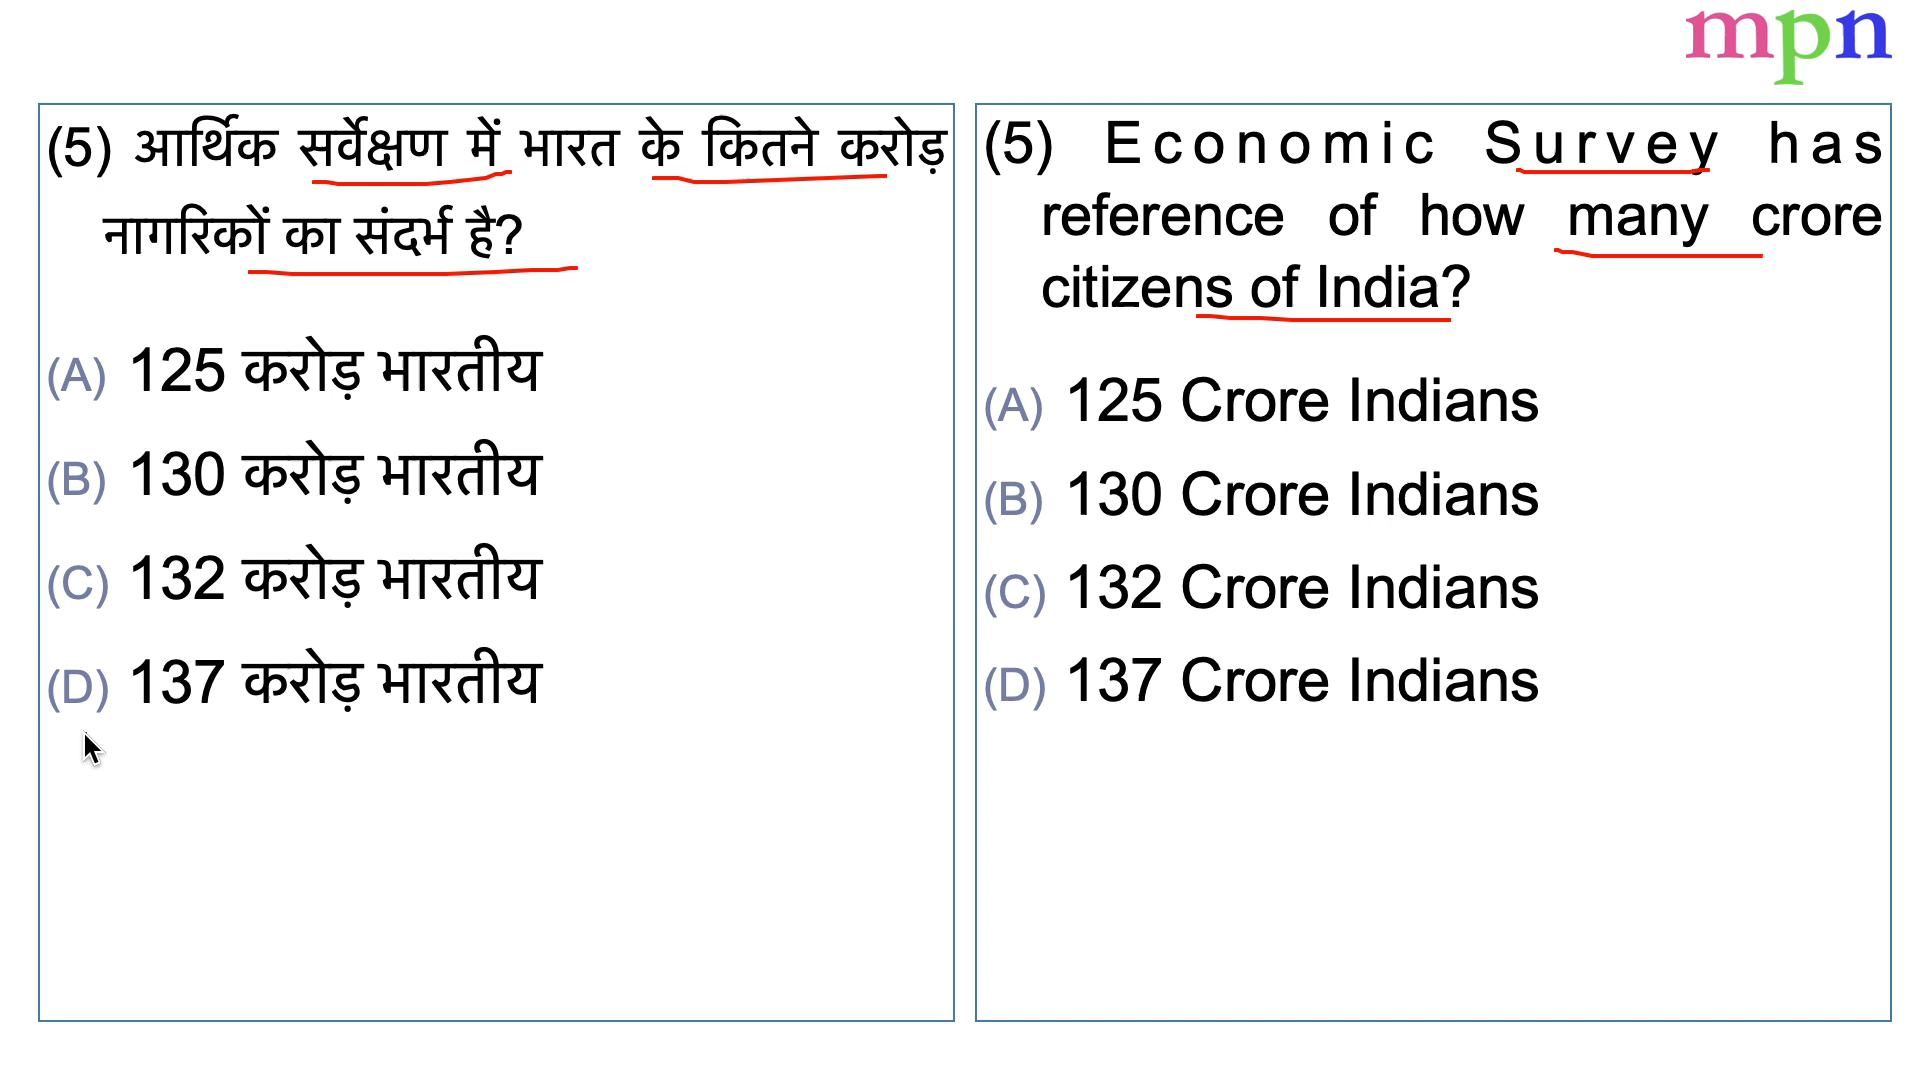 mpn
(5) आर्थिक सर्वेक्षण में भारत के कितने करोड़
नागरिकों का संदर्भ है?
(A) 125 करोड़ भारतीय
(B) 130 करोड़ भारतीय
(C) 132 करोड़ भारतीय
(D) 137 करोड़ भारतीय
(5) Economic Survey has
reference of how many crore
citizens of India?
(A) 125 Crore Indians
(B) 130 Crore Indians
(C) 132 Crore Indians
(D) 137 Crore Indians